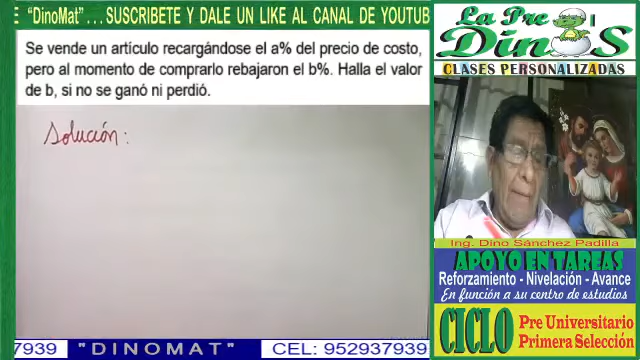 E "DinoMat"...SUSCRIBETE Y DALE UN LIKE AL CANAL DE YOUTUB
Se vende un artículo recargándose el a% del precio de costo,
pero al momento de comprarlo rebajaron el b%. Halla el valor
de b, si no se ganó ni perdió.
Solución:
La Pre
DinoS
CLASES PERSONALIZADAS
Ing. Dino Sánchez Padilla
APOYO EN TAREAS
Reforzamiento - Nivelación - Avance
En función a su centro de estudios
CICLO Pre Universitario
Primera Selección
7939 "DINOMAT" CEL: 952937939